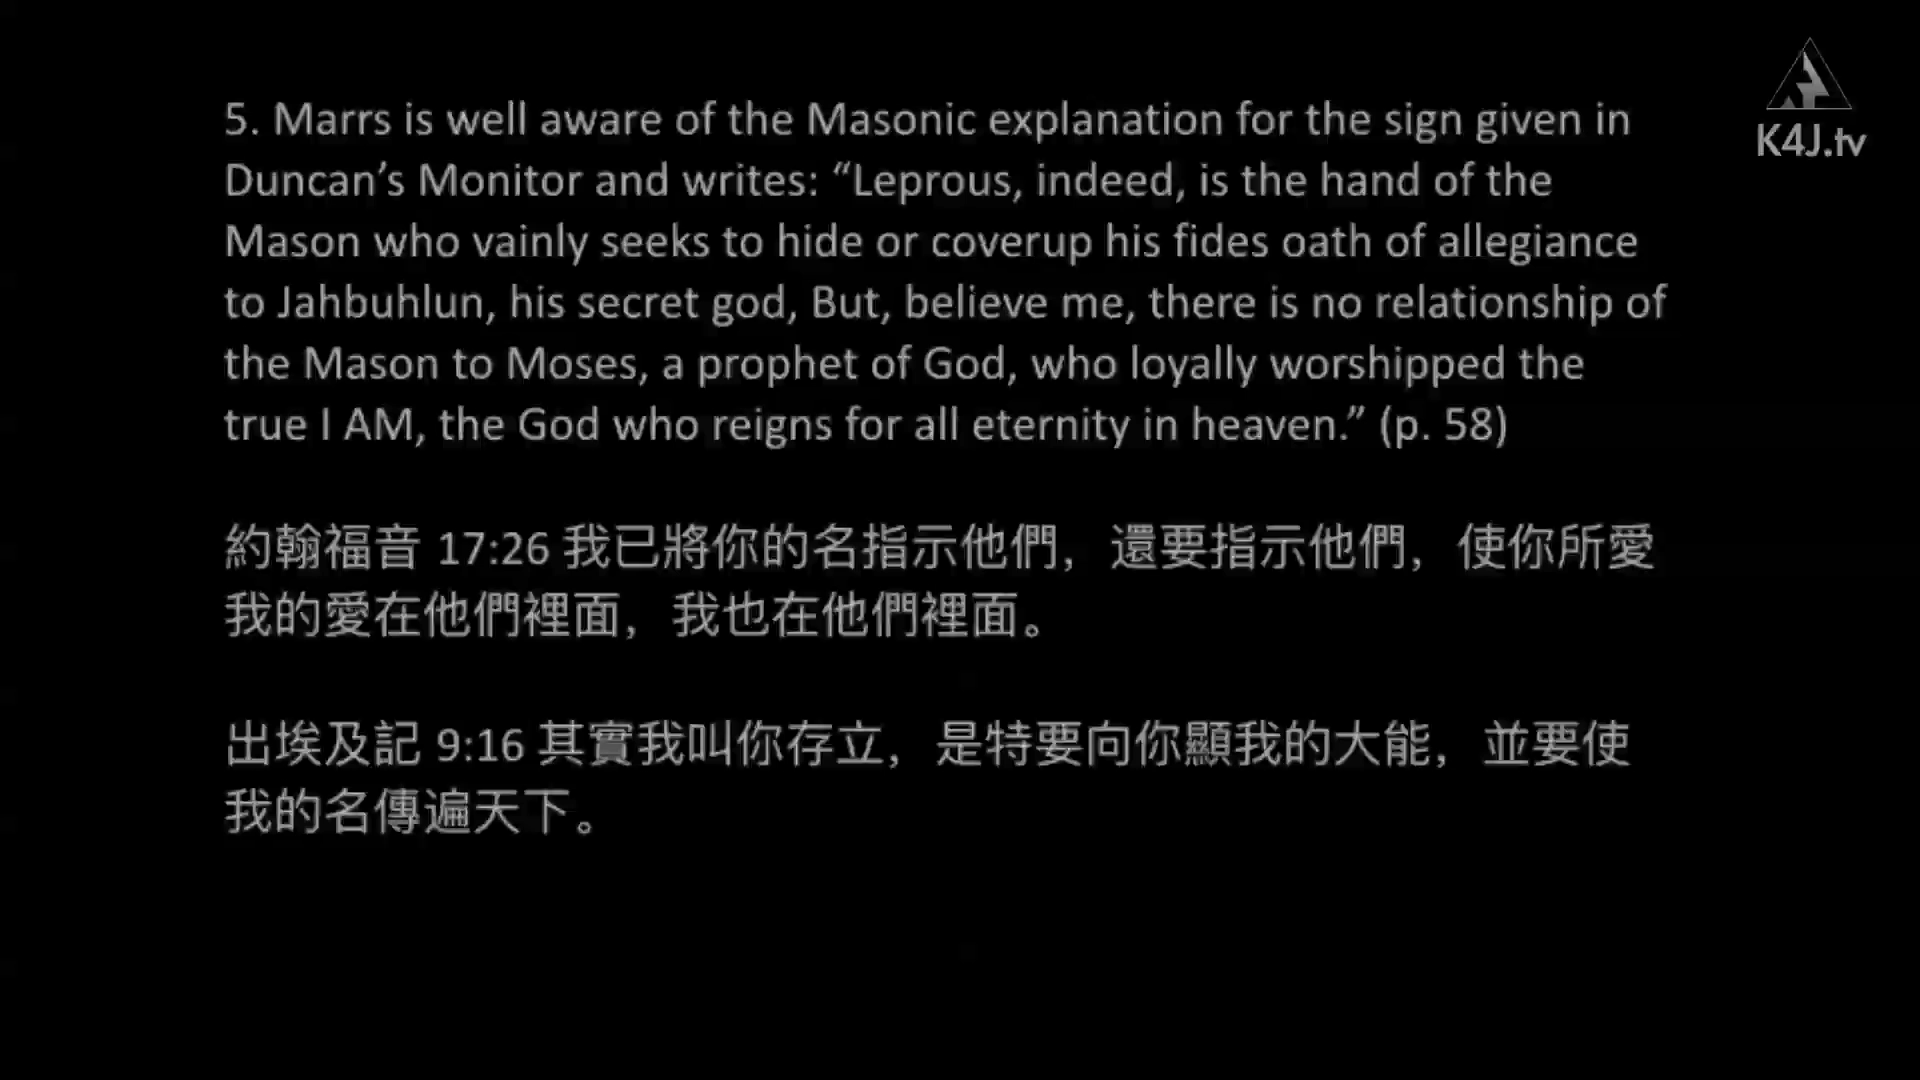 K4J.tv
5. Marrs is well aware of the Masonic explanation for the sign given in
Duncan’s Monitor and writes: “Leprous, indeed, is the hand of the
Mason who vainly seeks to hide or coverup his fides oath of allegiance
to Jahbuhlun, his secret god, But, believe me, there is no relationship of
the Mason to Moses, a prophet of God, who loyally worshipped the
true I AM, the God who reigns for all eternity in heaven.” (p. 58)
約翰福音 17:26 我已將你的名指示他們，還要指示他們，使你所愛
我的愛在他們裡面，我也在他們裡面。
出埃及記 9:16 其實我叫你存立，是特要向你顯我的大能，並要使
我的名傳遍天下。